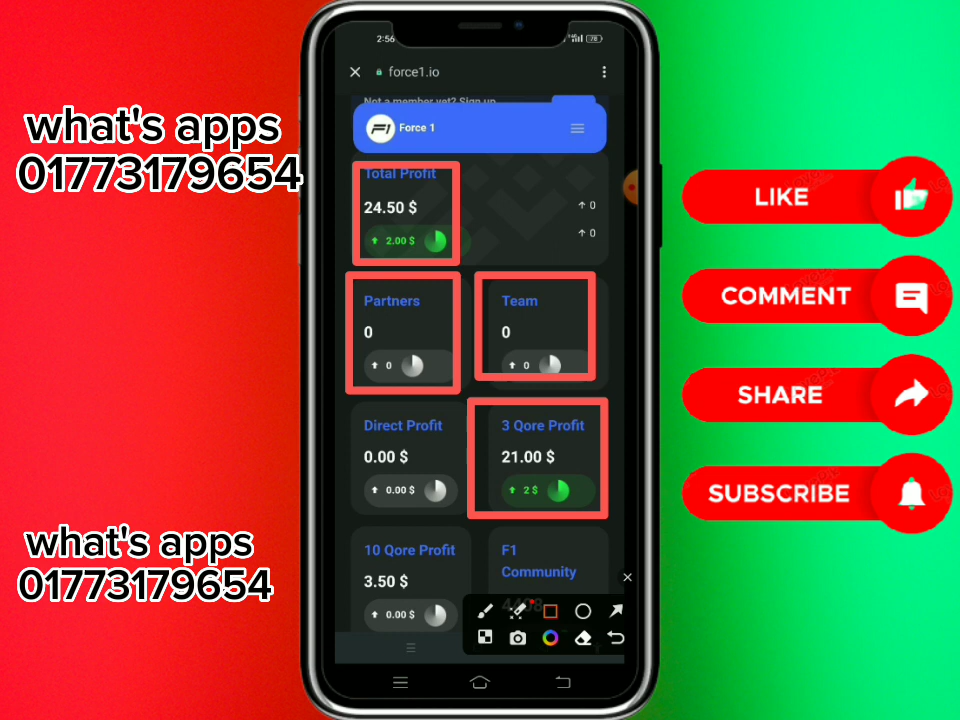 what's apps
01773179654
what's apps
01773179654
2:56
78
force1.io
Not a member yet? Sign up
Force 1
Total Profit
24.50 $
↑ 0
2.00 $
↑ 0
Partners
0
0
Team
0
0
Direct Profit
0.00 $
0.00 $
3 Qore Profit
21.00 $
2 $
10 Qore Profit
3.50 $
0.00 $
F1
Community
LIKE
COMMENT
SHARE
SUBSCRIBE